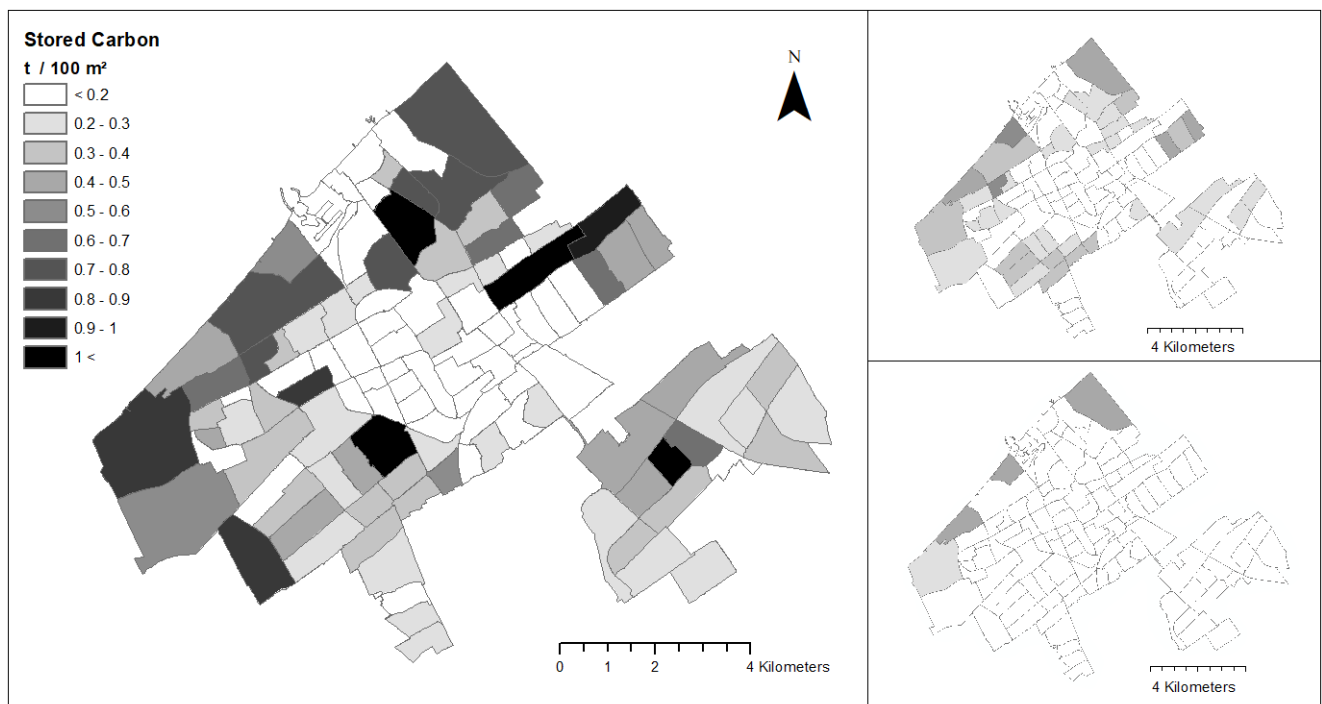 Stored Carbon
t / 100 m²
< 0.2
0.2 - 0.3
0.3 - 0.4
0.4 - 0.5
0.5 - 0.6
0.6 - 0.7
0.7 - 0.8
0.8 - 0.9
0.9 - 1
1 <
N
0 1 2 4 Kilometers
4 Kilometers
4 Kilometers